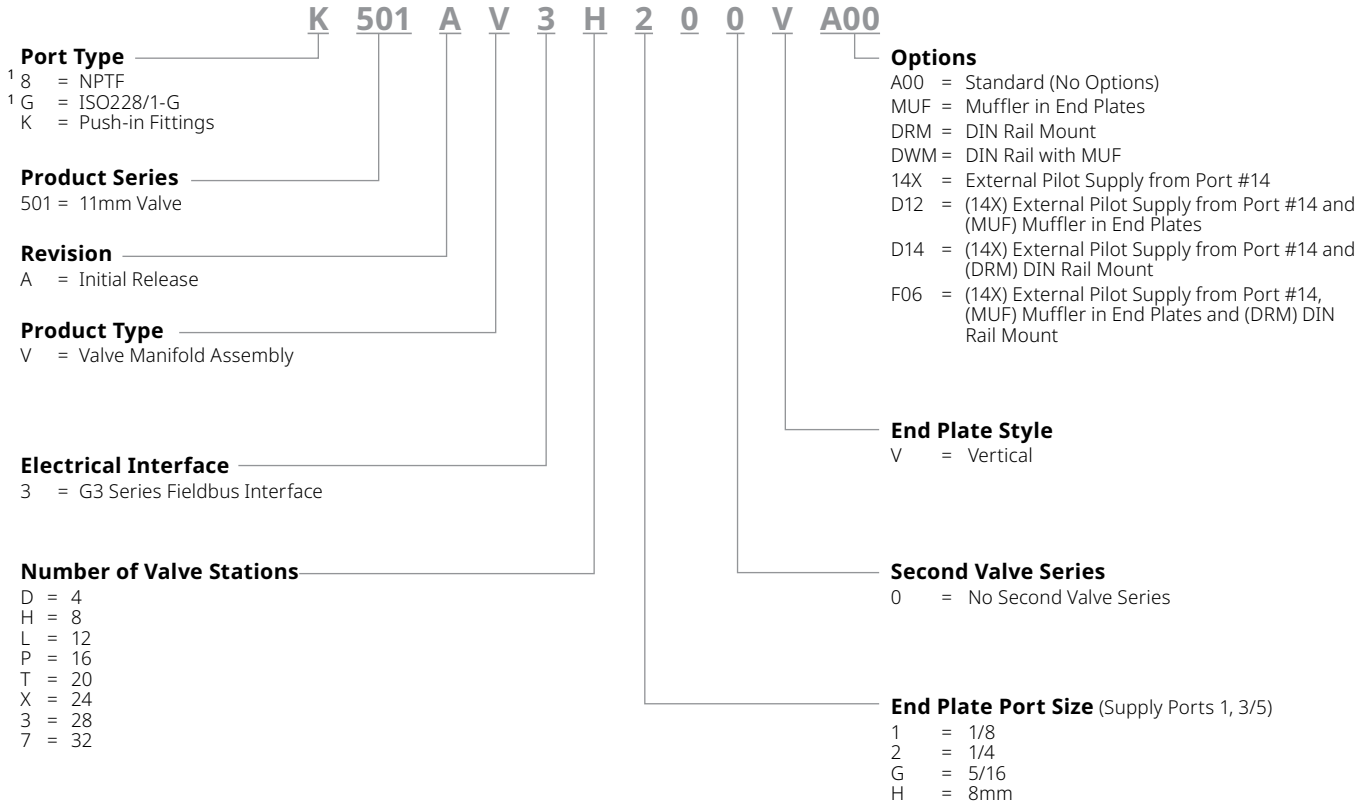 K 501 A V 3 H 2 0 0 V A00
Port Type
1 8 = NPTF
1 G = ISO228/1-G
K = Push-in Fittings
Product Series
501 = 11mm Valve
Revision
A = Initial Release
Product Type
V = Valve Manifold Assembly
Electrical Interface
3 = G3 Series Fieldbus Interface
Number of Valve Stations
D = 4
H = 8
L = 12
P = 16
T = 20
X = 24
3 = 28
7 = 32
Options
A00 = Standard (No Options)
MUF = Muffler in End Plates
DRM = DIN Rail Mount
DWM = DIN Rail with MUF
14X = External Pilot Supply from Port #14
D12 = (14X) External Pilot Supply from Port #14 and
(MUF) Muffler in End Plates
D14 = (14X) External Pilot Supply from Port #14 and
(DRM) DIN Rail Mount
F06 = (14X) External Pilot Supply from Port #14,
(MUF) Muffler in End Plates and (DRM) DIN
Rail Mount
End Plate Style
V = Vertical
Second Valve Series
0 = No Second Valve Series
End Plate Port Size (Supply Ports 1, 3/5)
1 = 1/8
2 = 1/4
G = 5/16
H = 8mm